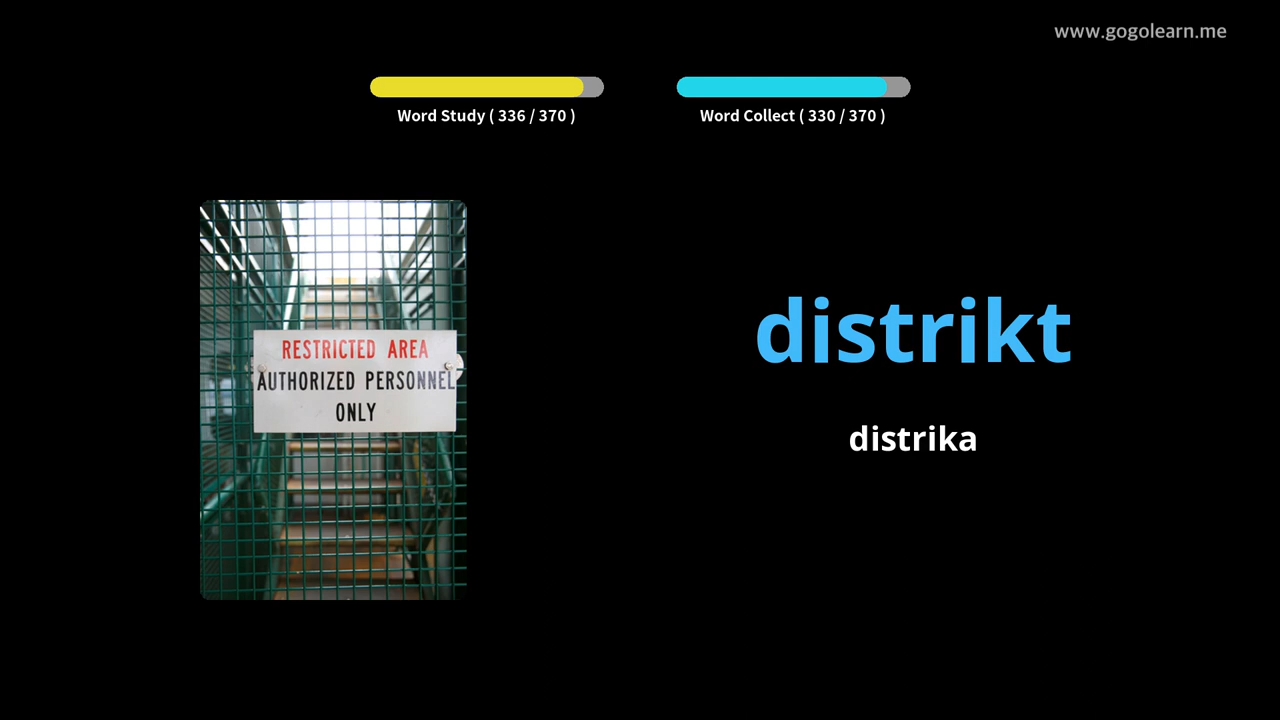 www.gogolearn.me
Word Study ( 336 / 370 )
Word Collect ( 330 / 370 )
RESTRICTED AREA
AUTHORIZED PERSONNEL
ONLY
distrikt
distrika